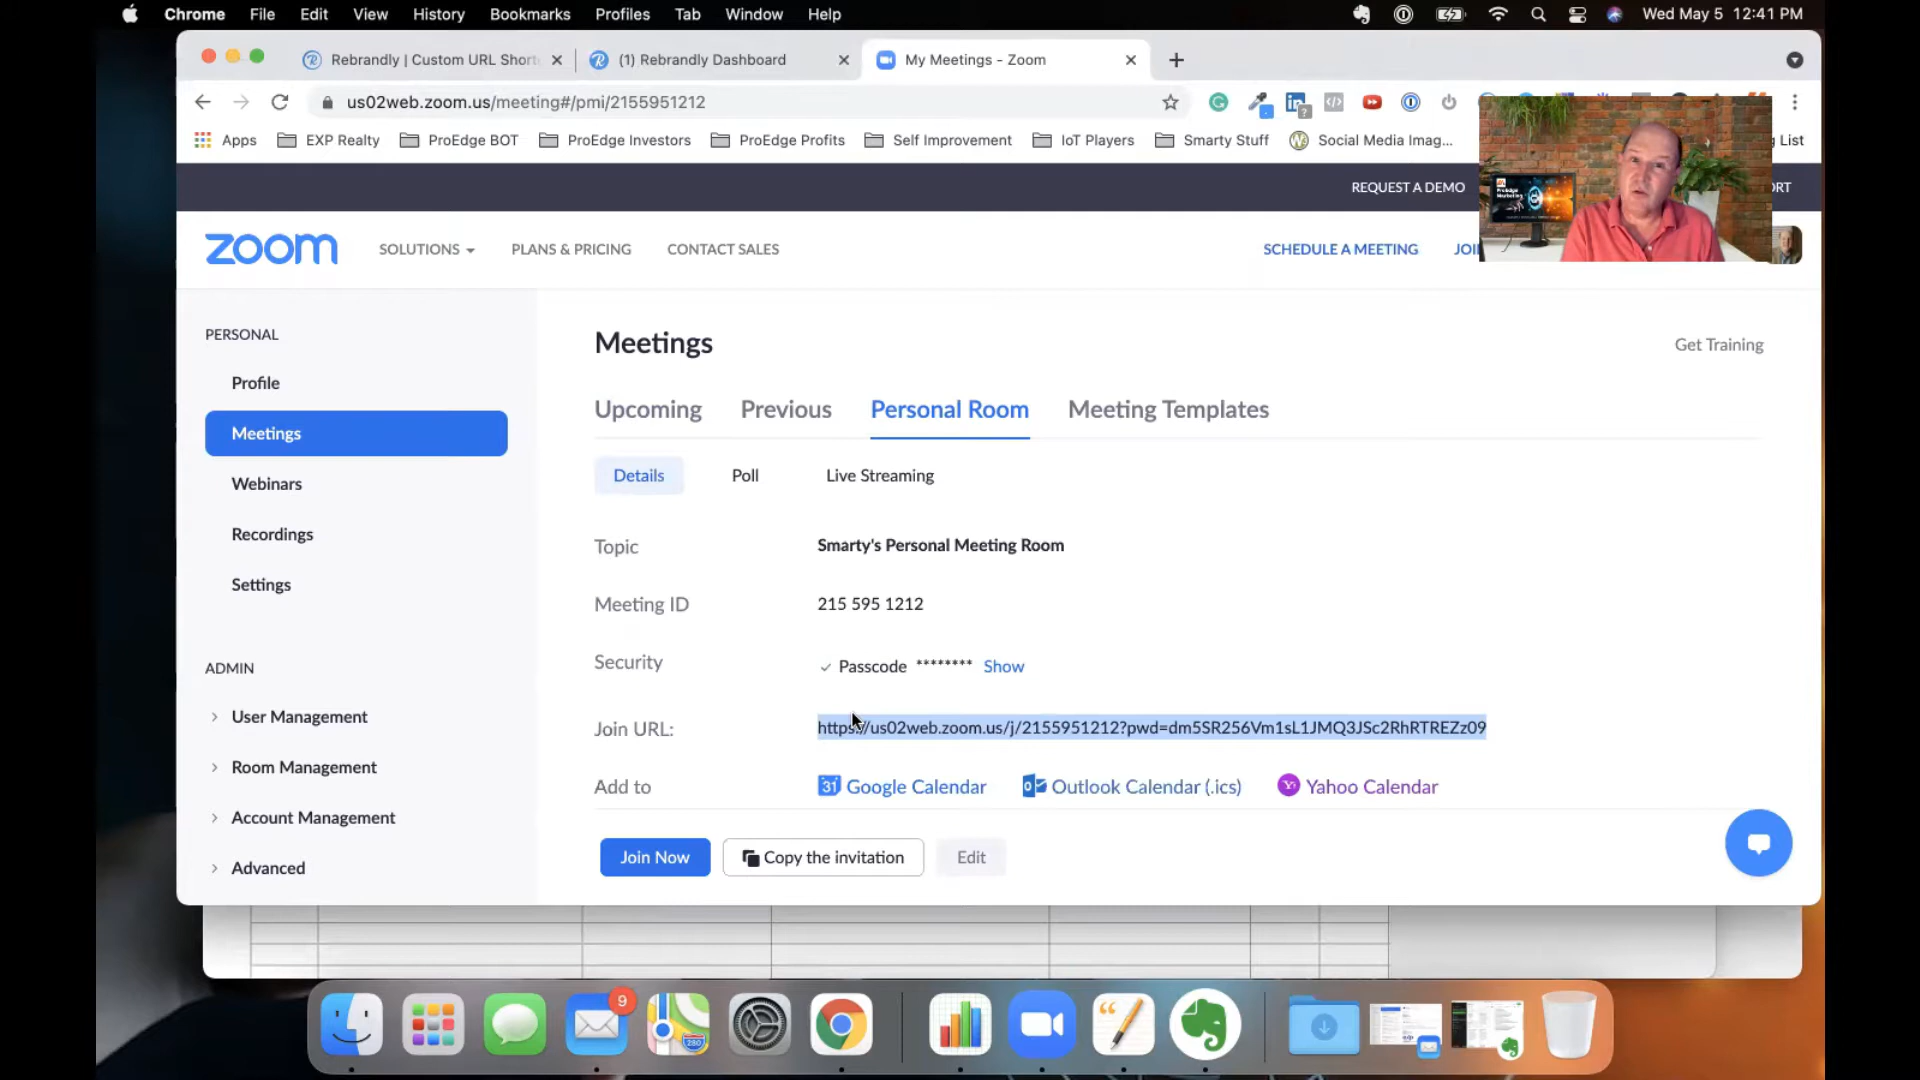 Chrome File Edit View History Bookmarks Profiles Tab Window Help Wed May 5 12:41 PM
Rebrandly | Custom URL Short (1) Rebrandly Dashboard My Meetings - Zoom
us02web.zoom.us/meeting#/pmi/2155951212
Apps EXP Realty ProEdge BOT ProEdge Investors ProEdge Profits Self Improvement IoT Players Smarty Stuff Social Media Imag... List
REQUEST A DEMO ORT
zoom SOLUTIONS PLANS & PRICING CONTACT SALES SCHEDULE A MEETING JOI
PERSONAL
Profile
Meetings
Webinars
Recordings
Settings
ADMIN
User Management
Room Management
Account Management
Advanced
Meetings
Get Training
Upcoming Previous Personal Room Meeting Templates
Details Poll Live Streaming
Topic Smarty's Personal Meeting Room
Meeting ID 215 595 1212
Security Passcode ******** Show
Join URL: https://us02web.zoom.us/j/2155951212?pwd=dm5SR256Vm1sL1JMQ3JSc2RhRTREZz09
Add to 31 Google Calendar Outlook Calendar (.ics) Yahoo Calendar
Join Now Copy the invitation Edit
9
280